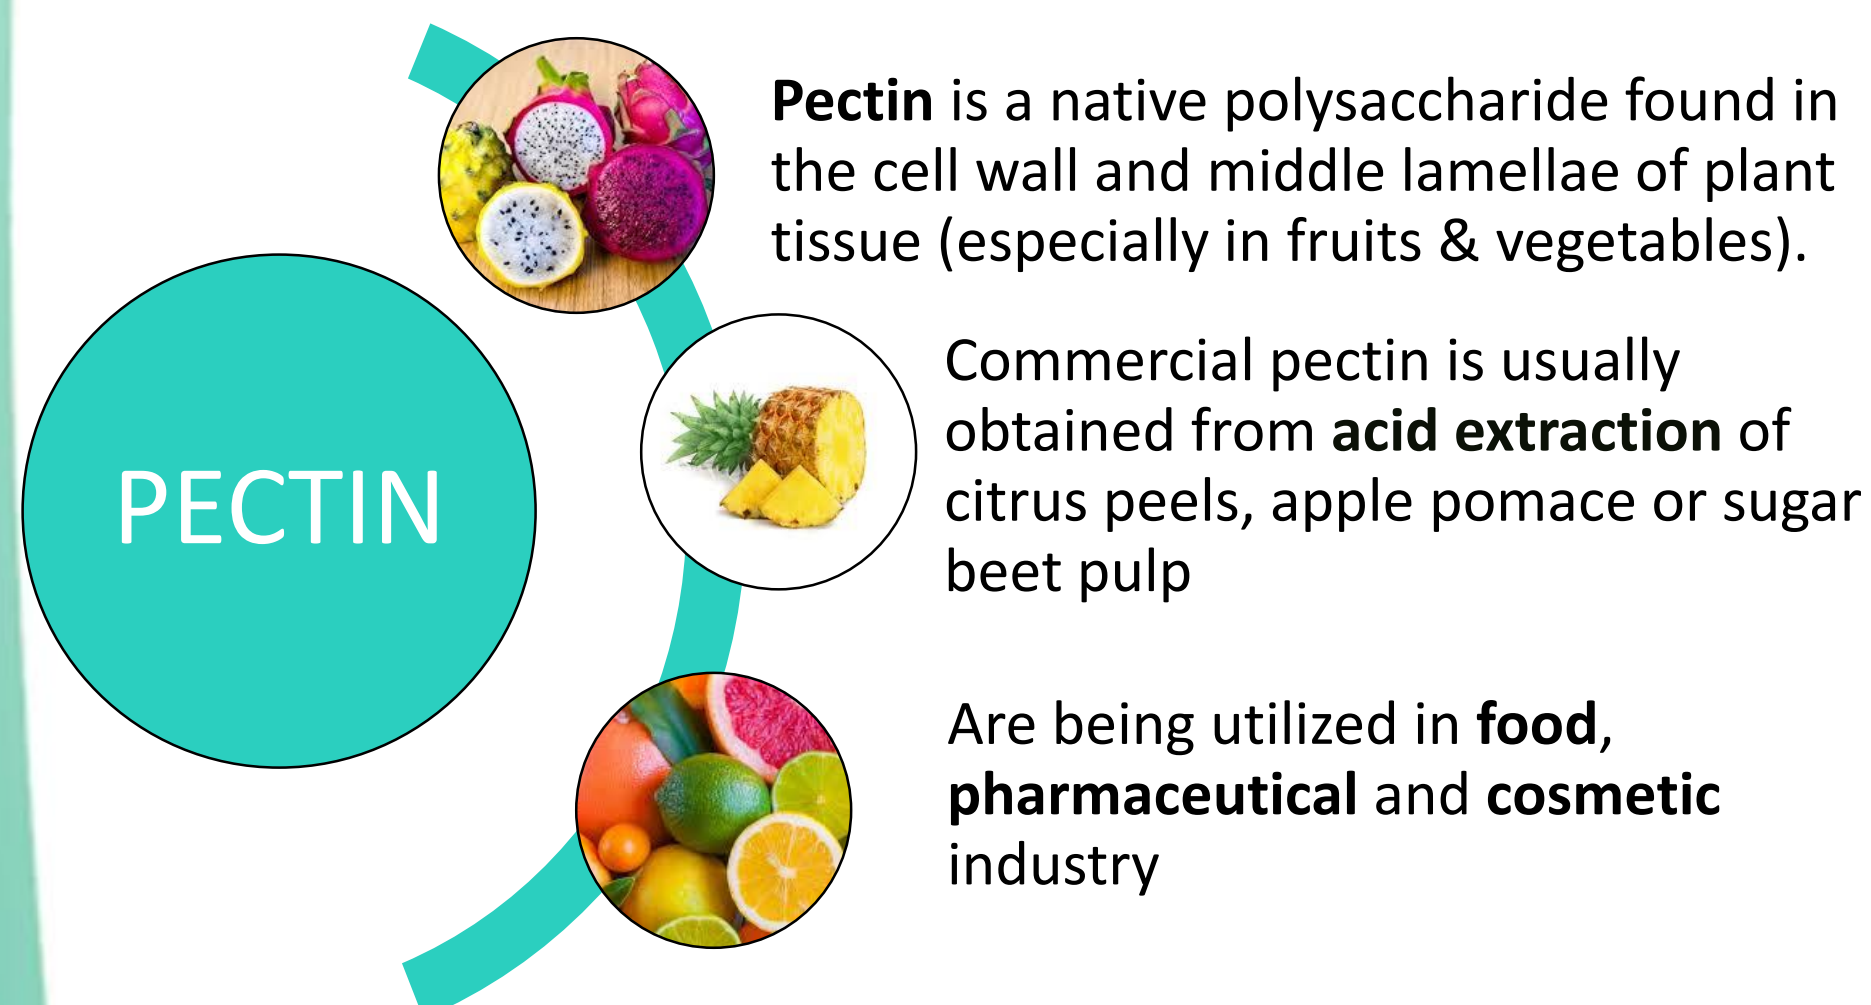 PECTIN
Pectin is a native polysaccharide found in
the cell wall and middle lamellae of plant
tissue (especially in fruits & vegetables).
Commercial pectin is usually
obtained from acid extraction of
citrus peels, apple pomace or sugar
beet pulp
Are being utilized in food,
pharmaceutical and cosmetic
industry